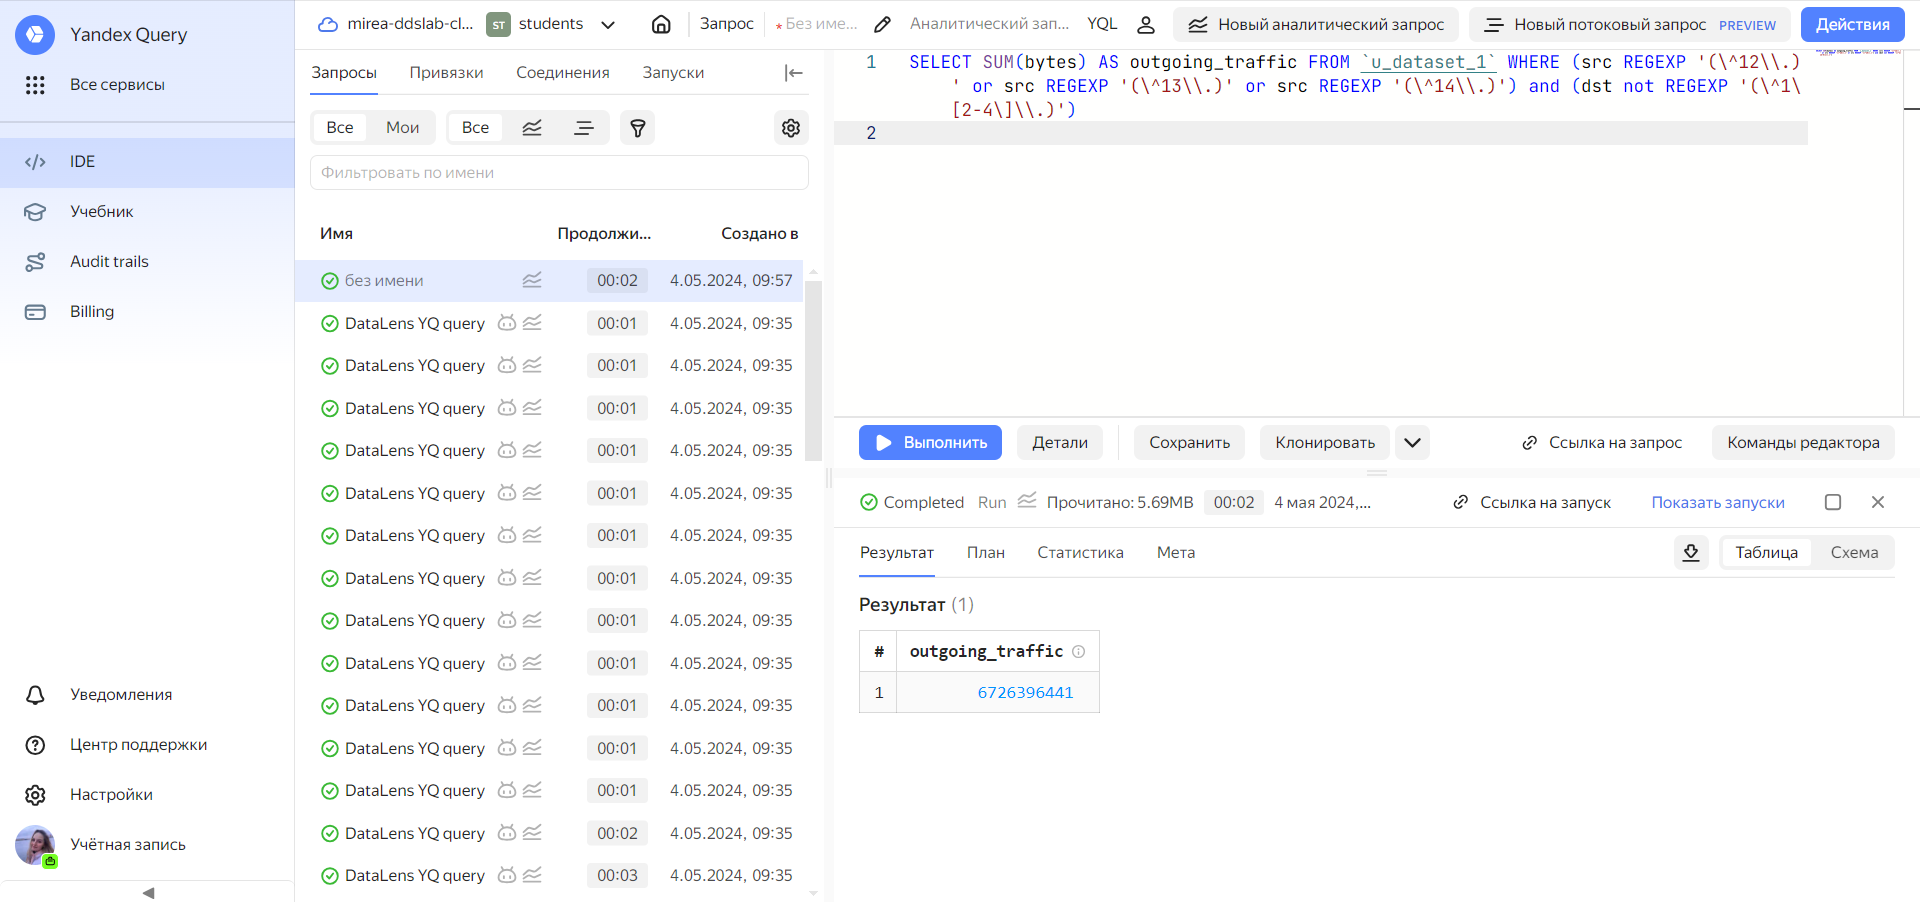 Yandex Query
Все сервисы
IDE
Учебник
Audit trails
Billing
Уведомления
Центр поддержки
Настройки
Учётная запись
mirea-ddslab-cl... ST students Запрос * Без име... Аналитический зап... YQL Новый аналитический запрос Новый потоковый запрос PREVIEW Действия
Запросы Привязки Соединения Запуски
Все Мои Все
Фильтровать по имени
Имя Продолжи... Создано в
без имени 00:02 4.05.2024, 09:57
DataLens YQ query 00:01 4.05.2024, 09:35
DataLens YQ query 00:01 4.05.2024, 09:35
DataLens YQ query 00:01 4.05.2024, 09:35
DataLens YQ query 00:01 4.05.2024, 09:35
DataLens YQ query 00:01 4.05.2024, 09:35
DataLens YQ query 00:01 4.05.2024, 09:35
DataLens YQ query 00:01 4.05.2024, 09:35
DataLens YQ query 00:01 4.05.2024, 09:35
DataLens YQ query 00:01 4.05.2024, 09:35
DataLens YQ query 00:01 4.05.2024, 09:35
DataLens YQ query 00:01 4.05.2024, 09:35
DataLens YQ query 00:01 4.05.2024, 09:35
DataLens YQ query 00:02 4.05.2024, 09:35
DataLens YQ query 00:03 4.05.2024, 09:35
1 SELECT SUM(bytes) AS outgoing_traffic FROM `u_dataset_1` WHERE (src REGEXP '(\^12\\.)
' or src REGEXP '(\^13\\.)' or src REGEXP '(\^14\\.)') and (dst not REGEXP '(\^1\
[2-4\]\\.)')
2
Выполнить Детали Сохранить Клонировать Ссылка на запрос Команды редактора
Completed Run Прочитано: 5.69MB 00:02 4 мая 2024,... Ссылка на запуск Показать запуски
Результат План Статистика Мета Таблица Схема
Результат (1)
# outgoing_traffic
1 6726396441